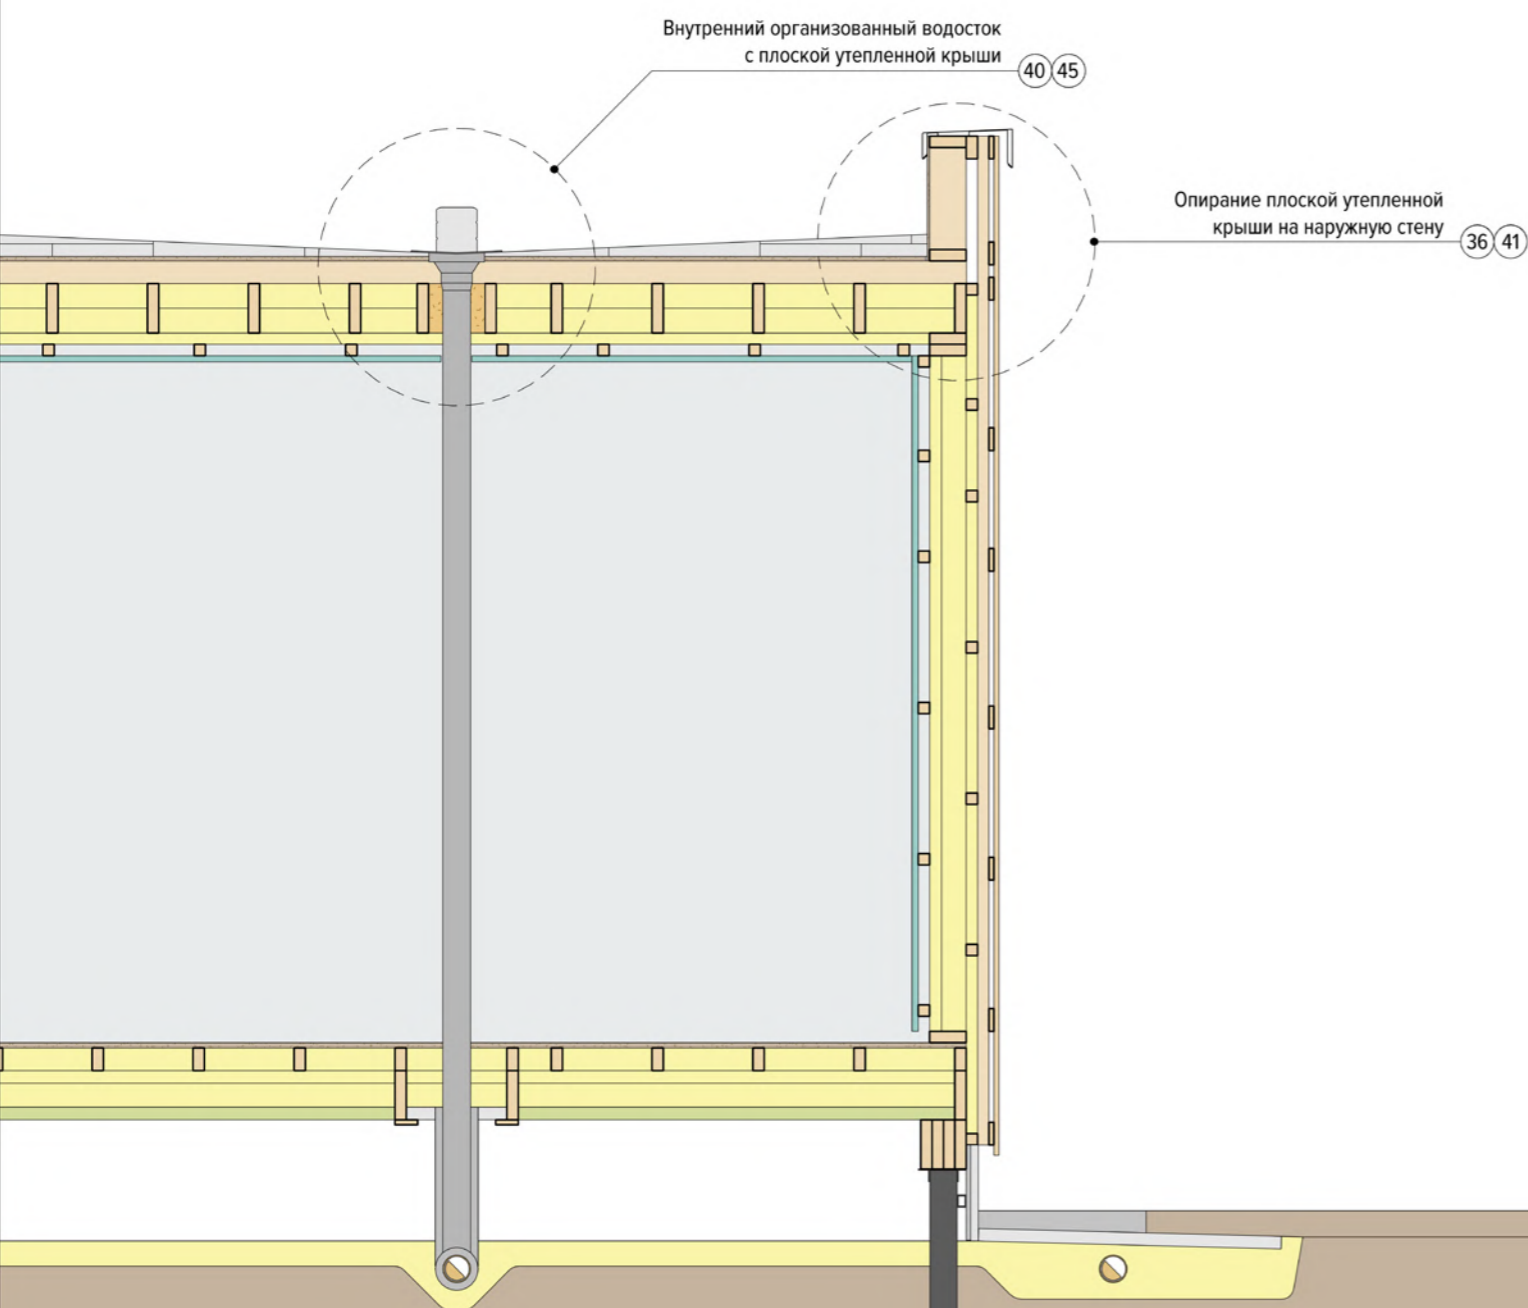 Внутренний организованный водосток
с плоской утепленной крыши
40 45
Опирание плоской утепленной
крыши на наружную стену
36 41